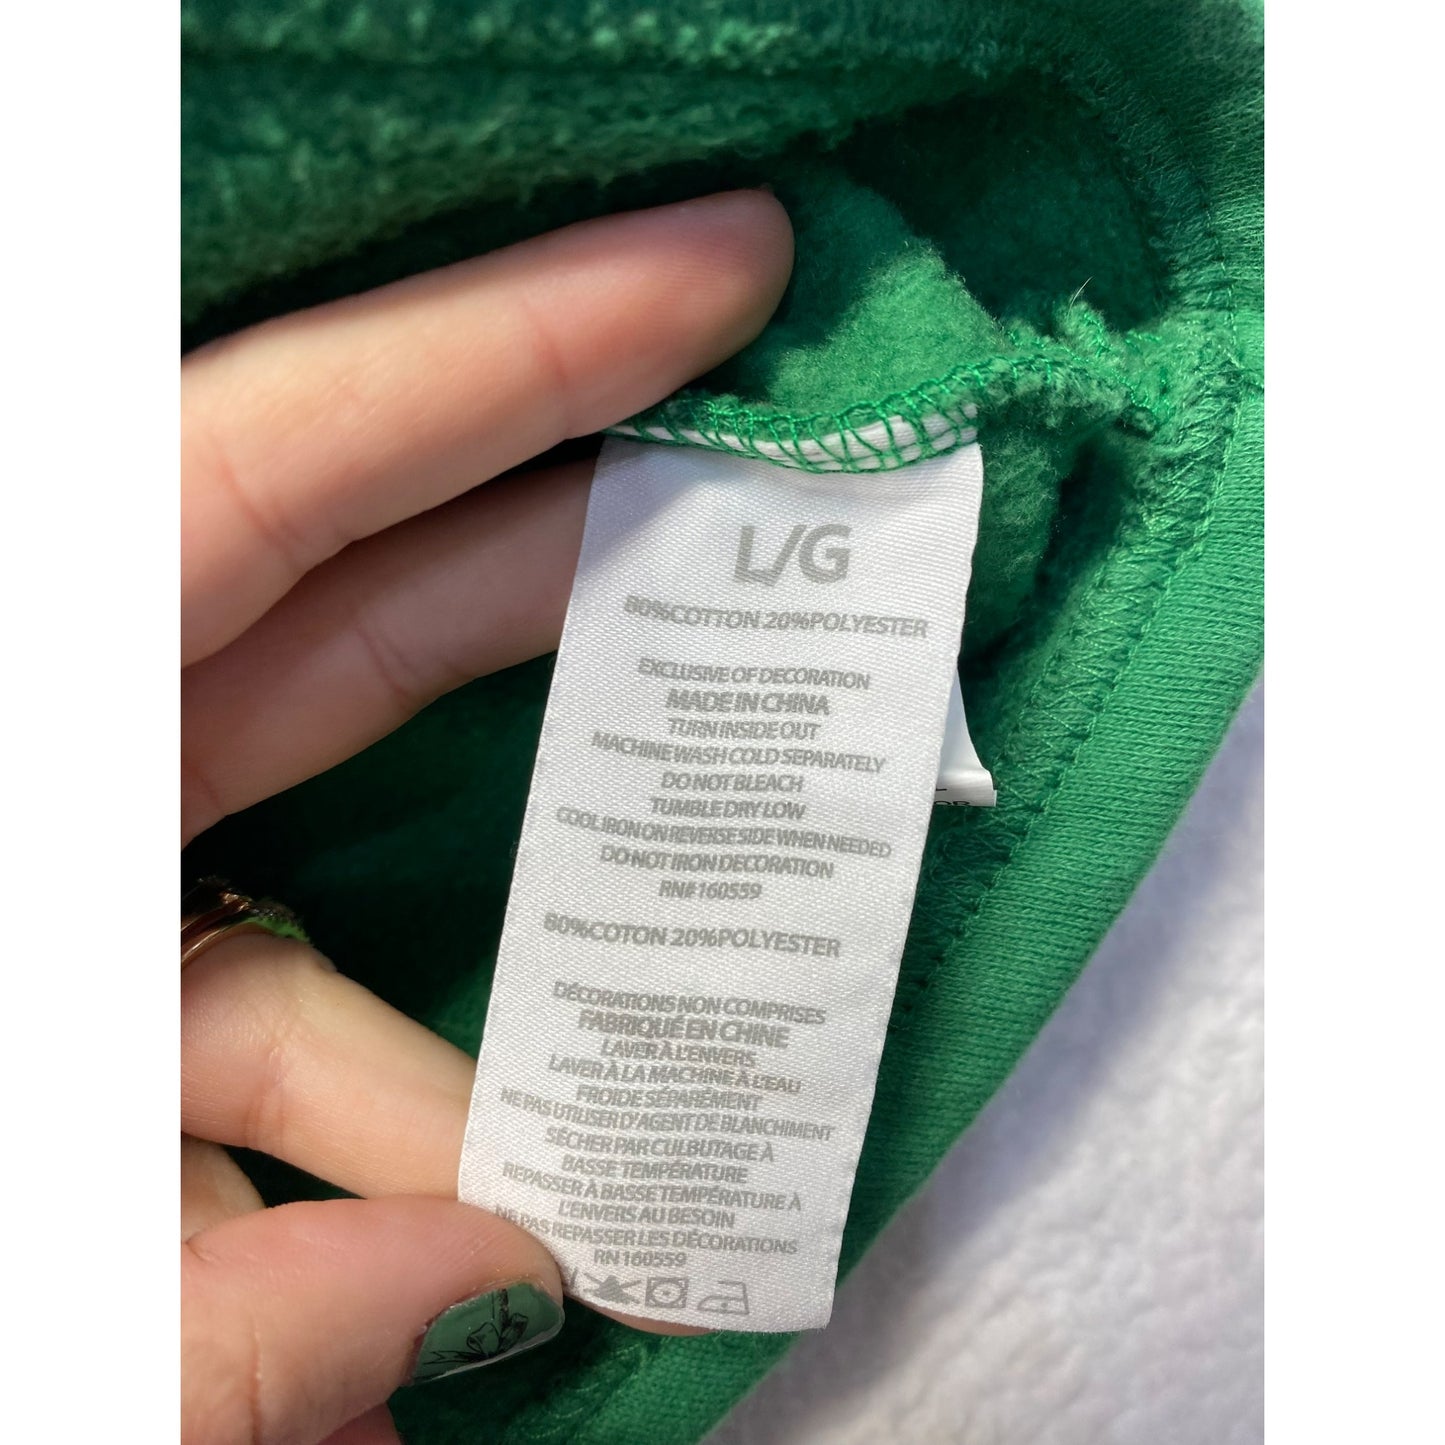 L/G
80%COTTON 20%POLYESTER
EXCLUSIVE OF DECORATION
MADE IN CHINA
TURN INSIDE OUT
MACHINE WASH COLD SEPARATELY
DO NOT BLEACH
TUMBLE DRY LOW
COOL IRON ON REVERSE SIDE WHEN NEEDED
DO NOT IRON DECORATION
RN#160559
80%COTON 20%POLYESTER
DÉCORATIONS NON COMPRISES
FABRIQUÉ EN CHINE
LAVER À L'ENVERS
LAVER À LA MACHINE À L'EAU
FROIDE SÉPARÉMENT
NE PAS UTILISER D'AGENT DE BLANCHIMENT
SÉCHER PAR CULBUTAGE À
BASSE TEMPÉRATURE
REPASSER À BASSE TEMPÉRATURE À
L'ENVERS AU BESOIN
NE PAS REPASSER LES DÉCORATIONS
RN 160559